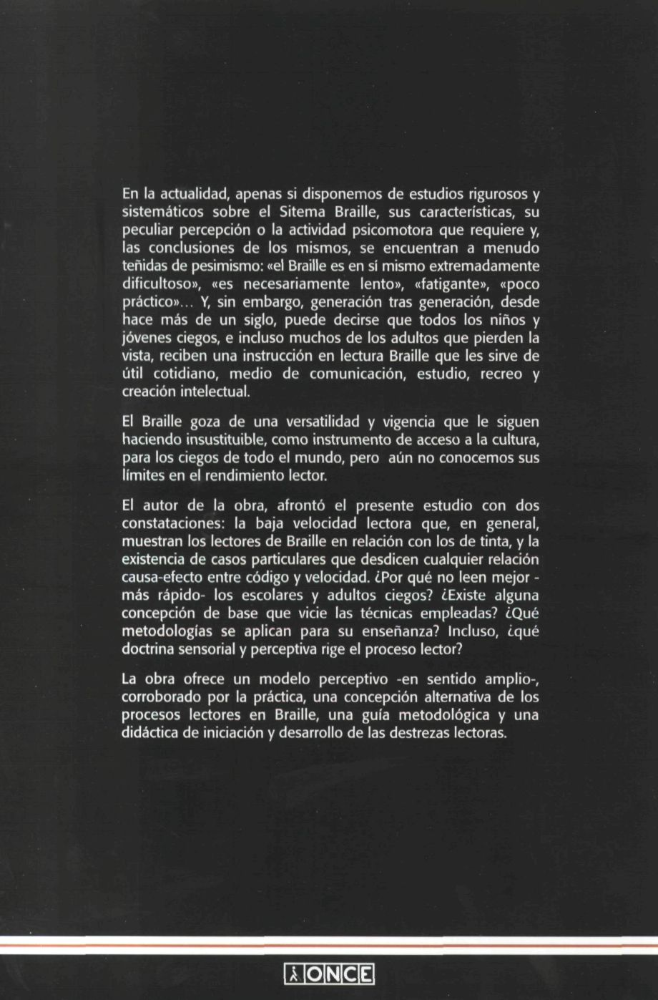 En la actualidad, apenas si disponemos de estudios rigurosos y
sistemáticos sobre el Sitema Braille, sus características, su
peculiar percepción o la actividad psicomotora que requiere y,
las conclusiones de los mismos, se encuentran a menudo
teñidas de pesimismo: «el Braille es en sí mismo extremadamente
dificultoso», «es necesariamente lento», «fatigante», «poco
práctico»... Y, sin embargo, generación tras generación, desde
hace más de un siglo, puede decirse que todos los niños y
jóvenes ciegos, e incluso muchos de los adultos que pierden la
vista, reciben una instrucción en lectura Braille que les sirve de
útil cotidiano, medio de comunicación, estudio, recreo y
creación intelectual.
El Braille goza de una versatilidad y vigencia que le siguen
haciendo insustituible, como instrumento de acceso a la cultura,
para los ciegos de todo el mundo, pero aún no conocemos sus
límites en el rendimiento lector.
El autor de la obra, afrontó el presente estudio con dos
constataciones: la baja velocidad lectora que, en general,
muestran los lectores de Braille en relación con los de tinta, y la
existencia de casos particulares que desdicen cualquier relación
causa-efecto entre código y velocidad. ¿Por qué no leen mejor -
más rápido- los escolares y adultos ciegos? ¿Existe alguna
concepción de base que vicie las técnicas empleadas? ¿Qué
metodologías se aplican para su enseñanza? Incluso, ¿qué
doctrina sensorial y perceptiva rige el proceso lector?
La obra ofrece un modelo perceptivo -en sentido amplio-,
corroborado por la práctica, una concepción alternativa de los
procesos lectores en Braille, una guía metodológica y una
didáctica de iniciación y desarrollo de las destrezas lectoras.
ONCE